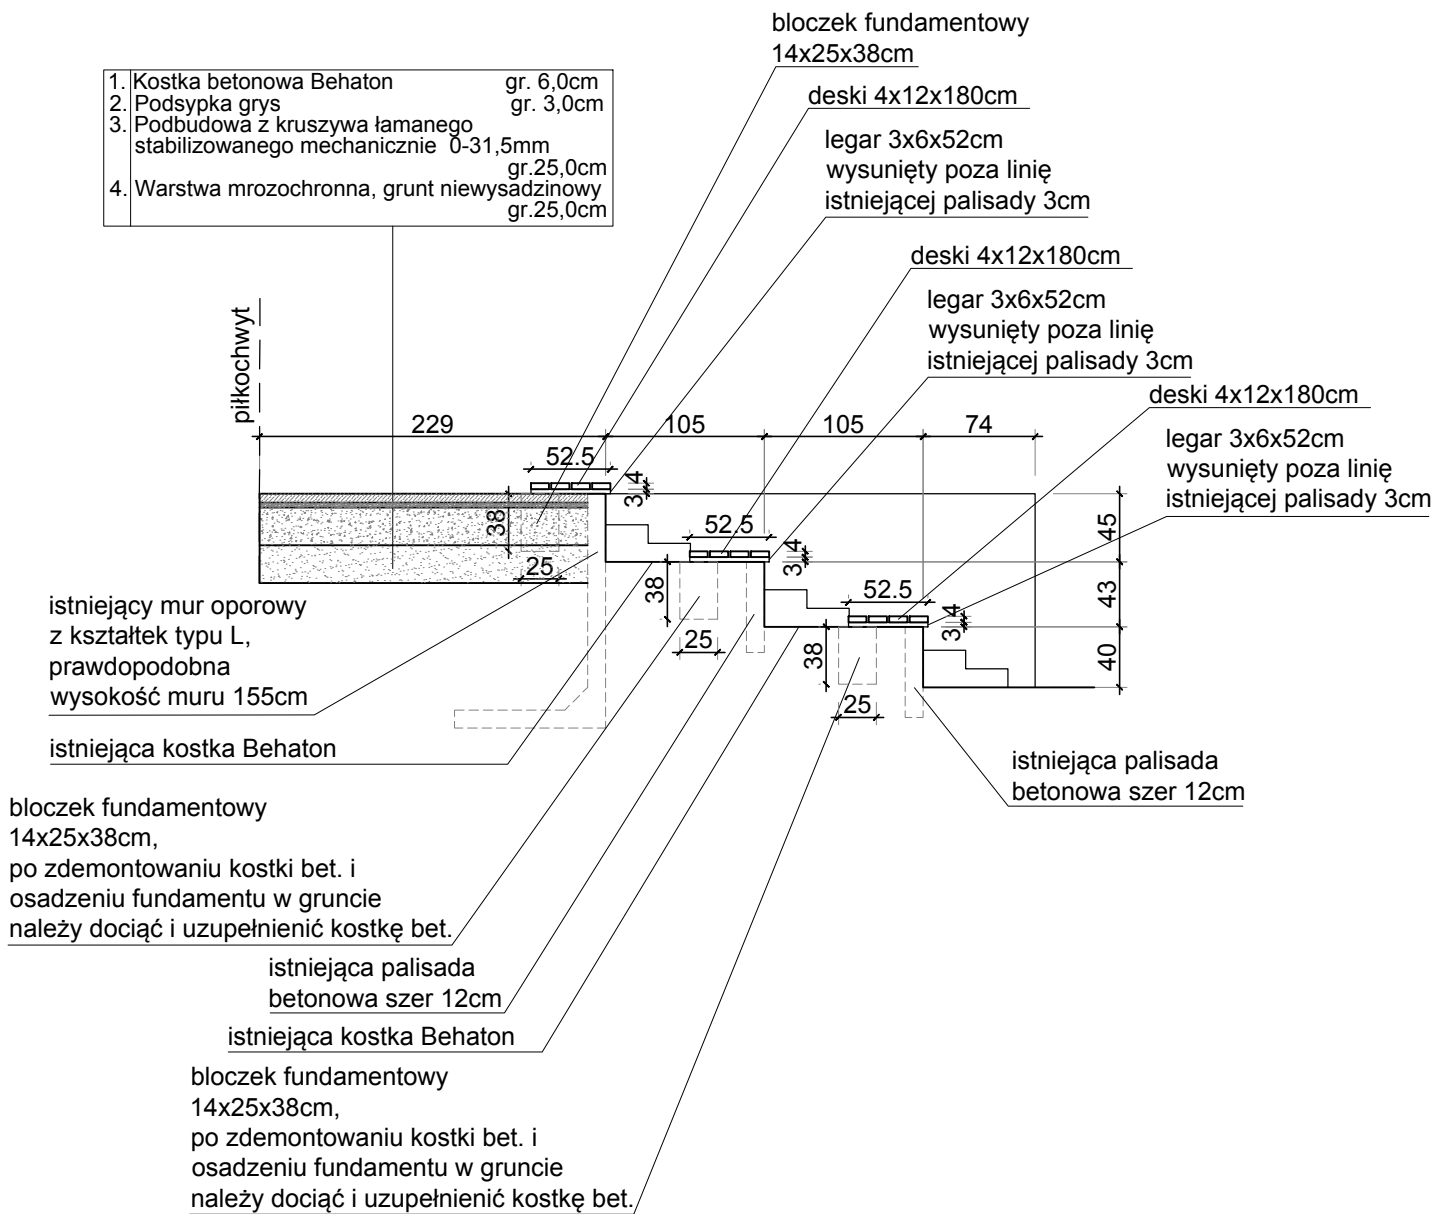 bloczek fundamentowy
14x25x38cm
1. Kostka betonowa Behaton gr. 6,0cm
2. Podsypka grys gr. 3,0cm
3. Podbudowa z kruszywa łamanego
stabilizowanego mechanicznie 0-31,5mm
gr.25,0cm
4. Warstwa mrozochronna, grunt niewysadzinowy
gr.25,0cm
deski 4x12x180cm
legar 3x6x52cm
wysunięty poza linię
istniejącej palisady 3cm
deski 4x12x180cm
legar 3x6x52cm
wysunięty poza linię
istniejącej palisady 3cm
deski 4x12x180cm
legar 3x6x52cm
wysunięty poza linię
istniejącej palisady 3cm
piłkochwyt
229
105
105
74
52.5
3 4
38
25
52.5
3 4
38
25
52.5
3 4
38
25
45
43
40
istniejący mur oporowy
z kształtek typu L,
prawdopodobna
wysokość muru 155cm
istniejąca kostka Behaton
istniejąca palisada
betonowa szer 12cm
bloczek fundamentowy
14x25x38cm,
po zdemontowaniu kostki bet. i
osadzeniu fundamentu w gruncie
należy dociąć i uzupełnienić kostkę bet.
istniejąca palisada
betonowa szer 12cm
istniejąca kostka Behaton
bloczek fundamentowy
14x25x38cm,
po zdemontowaniu kostki bet. i
osadzeniu fundamentu w gruncie
należy dociąć i uzupełnienić kostkę bet.